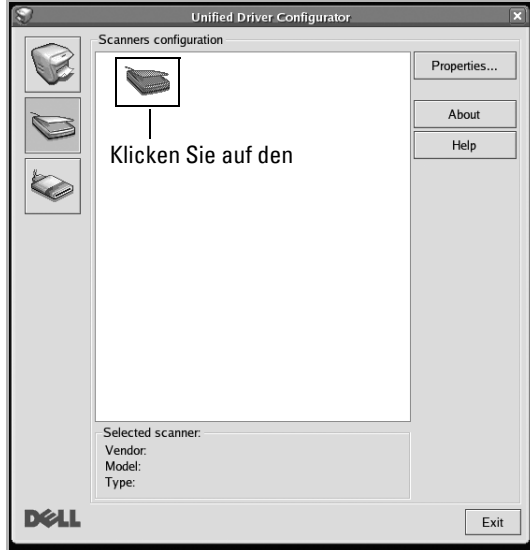 Unified Driver Configurator
Scanners configuration
Properties...
About
Help
Klicken Sie auf den
Selected scanner:
Vendor:
Model:
Type:
DELL
Exit